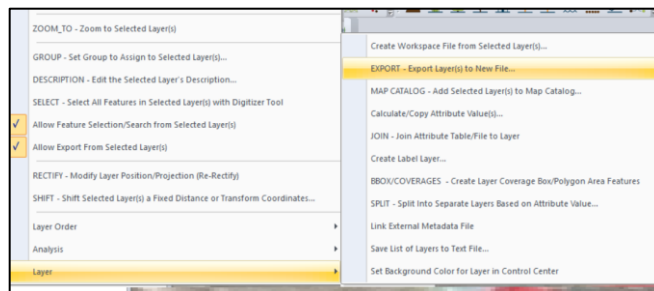 ZOOM_TO - Zoom to Selected Layer(s)
GROUP - Set Group to Assign to Selected Layer(s)...
DESCRIPTION - Edit the Selected Layer's Description...
SELECT - Select All Features in Selected Layer(s) with Digitizer Tool
Allow Feature Selection/Search from Selected Layer(s)
Allow Export From Selected Layer(s)
RECTIFY - Modify Layer Position/Projection (Re-Rectify)
SHIFT - Shift Selected Layer(s) a Fixed Distance or Transform Coordinates...
Layer Order
Analysis
Layer
Create Workspace File from Selected Layer(s)...
EXPORT - Export Layer(s) to New File...
MAP CATALOG - Add Selected Layer(s) to Map Catalog...
Calculate/Copy Attribute Value(s)...
JOIN - Join Attribute Table/File to Layer
Create Label Layer...
BBOX/COVERAGES - Create Layer Coverage Box/Polygon Area Features
SPLIT - Split Into Separate Layers Based on Attribute Value...
Link External Metadata File
Save List of Layers to Text File...
Set Background Color for Layer in Control Center